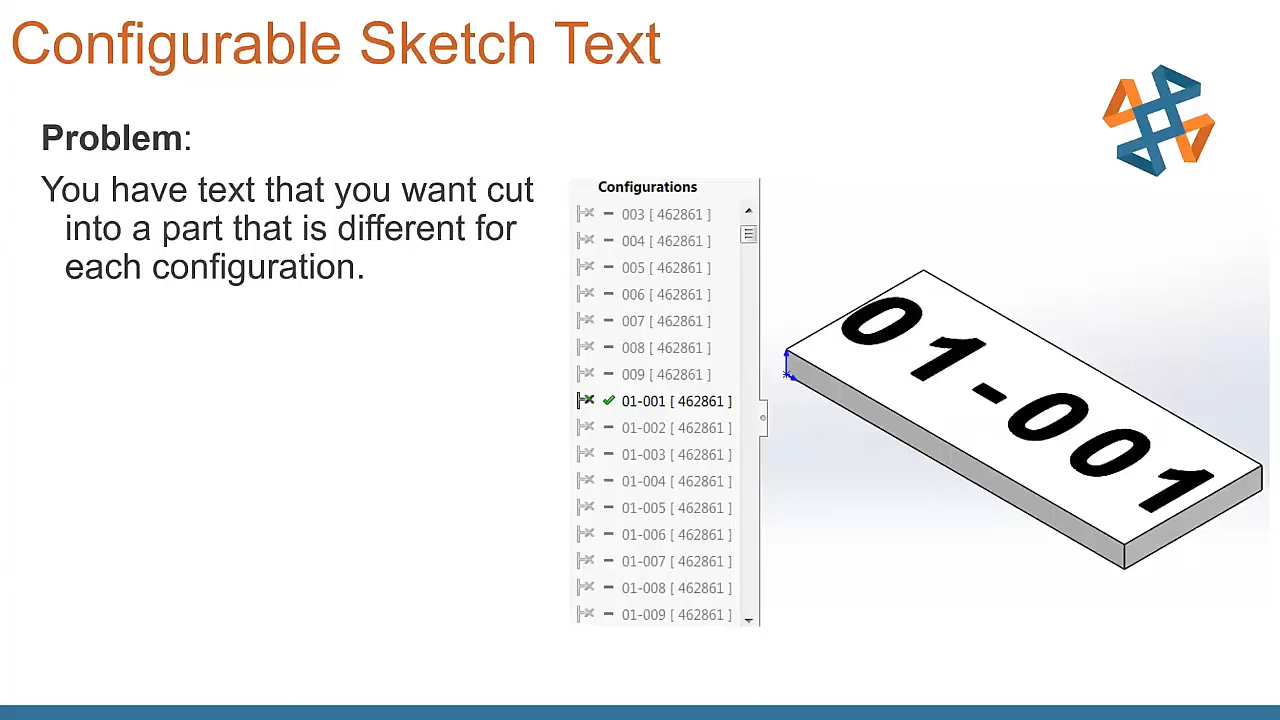 Configurable Sketch Text
Problem:
You have text that you want cut
into a part that is different for
each configuration.
Configurations
003 [ 462861 ]
004 [ 462861 ]
005 [ 462861 ]
006 [ 462861 ]
007 [ 462861 ]
008 [ 462861 ]
009 [ 462861 ]
01-001 [ 462861 ]
01-002 [ 462861 ]
01-003 [ 462861 ]
01-004 [ 462861 ]
01-005 [ 462861 ]
01-006 [ 462861 ]
01-007 [ 462861 ]
01-008 [ 462861 ]
01-009 [ 462861 ]
01-001